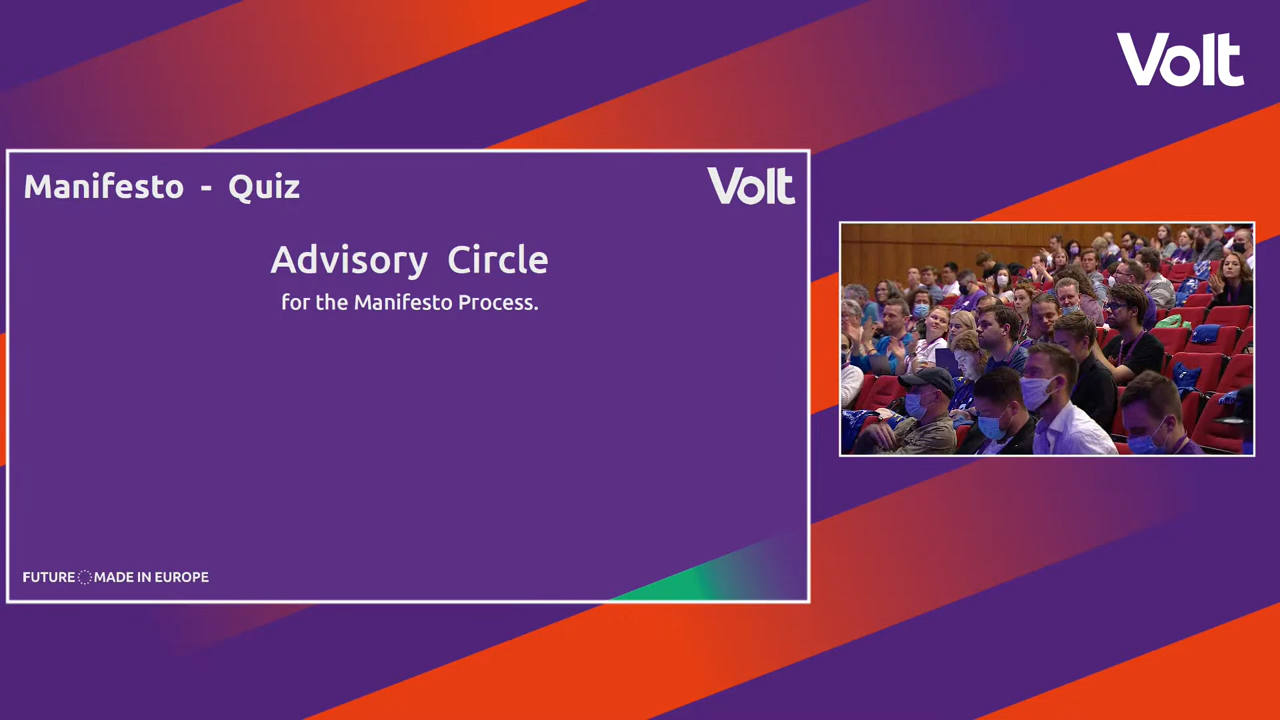 Volt
Manifesto - Quiz
Volt
Advisory Circle
for the Manifesto Process.
FUTURE MADE IN EUROPE